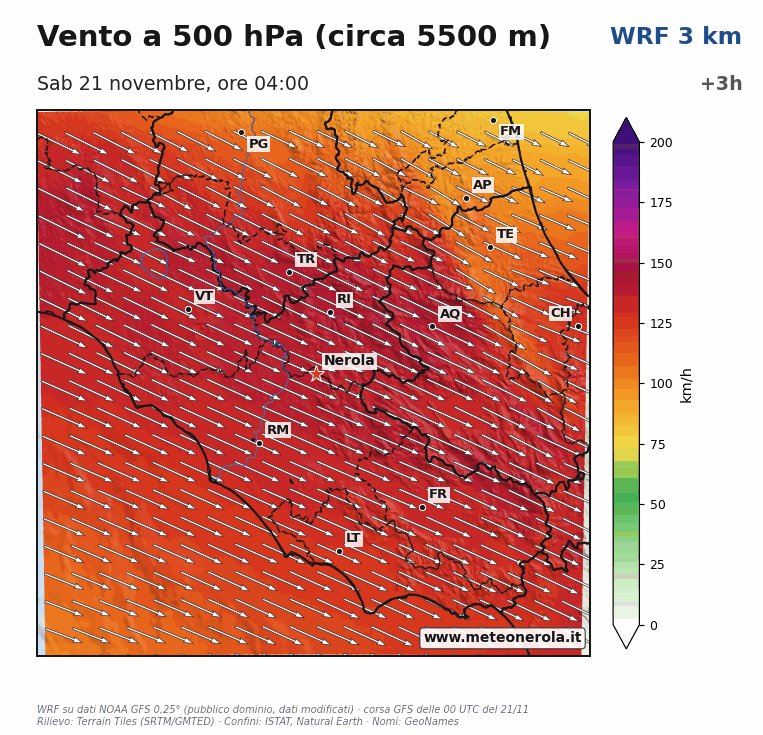 Vento a 500 hPa (circa 5500 m)
WRF 3 km
Sab 21 novembre, ore 04:00
+3h
FM
PG
AP
TE
TR
VT
RI
AQ
CH
Nerola
RM
FR
LT
www.meteonerola.it
200
175
150
125
100
75
50
25
0
km/h
WRF su dati NOAA GFS 0,25° (pubblico dominio, dati modificati) · corsa GFS delle 00 UTC del 21/11
Rilievo: Terrain Tiles (SRTM/GMTED) · Confini: ISTAT, Natural Earth · Nomi: GeoNames